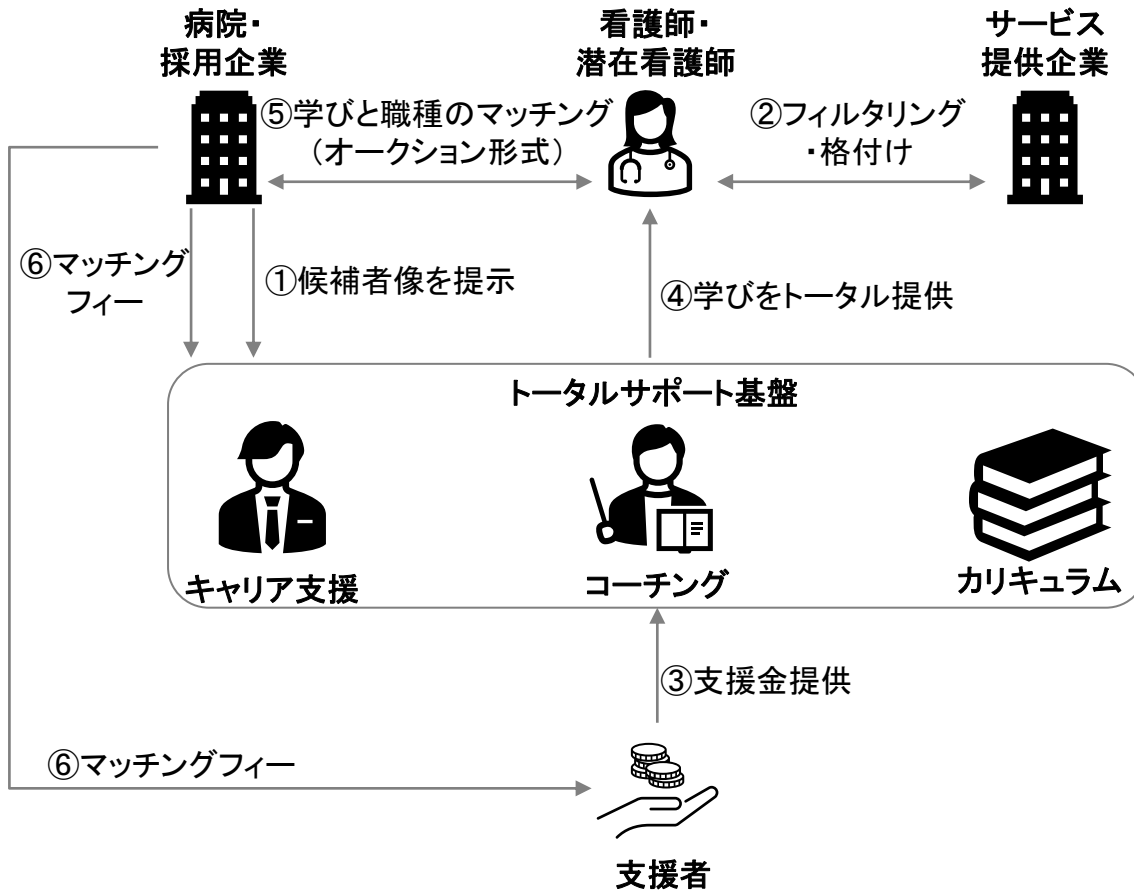 病院・
採用企業
看護師・
潜在看護師
サービス
提供企業
⑤学びと職種のマッチング
（オークション形式）
②フィルタリング
・格付け
⑥マッチング
フィー
①候補者像を提示
④学びをトータル提供
トータルサポート基盤
キャリア支援
コーチング
カリキュラム
③支援金提供
⑥マッチングフィー
支援者